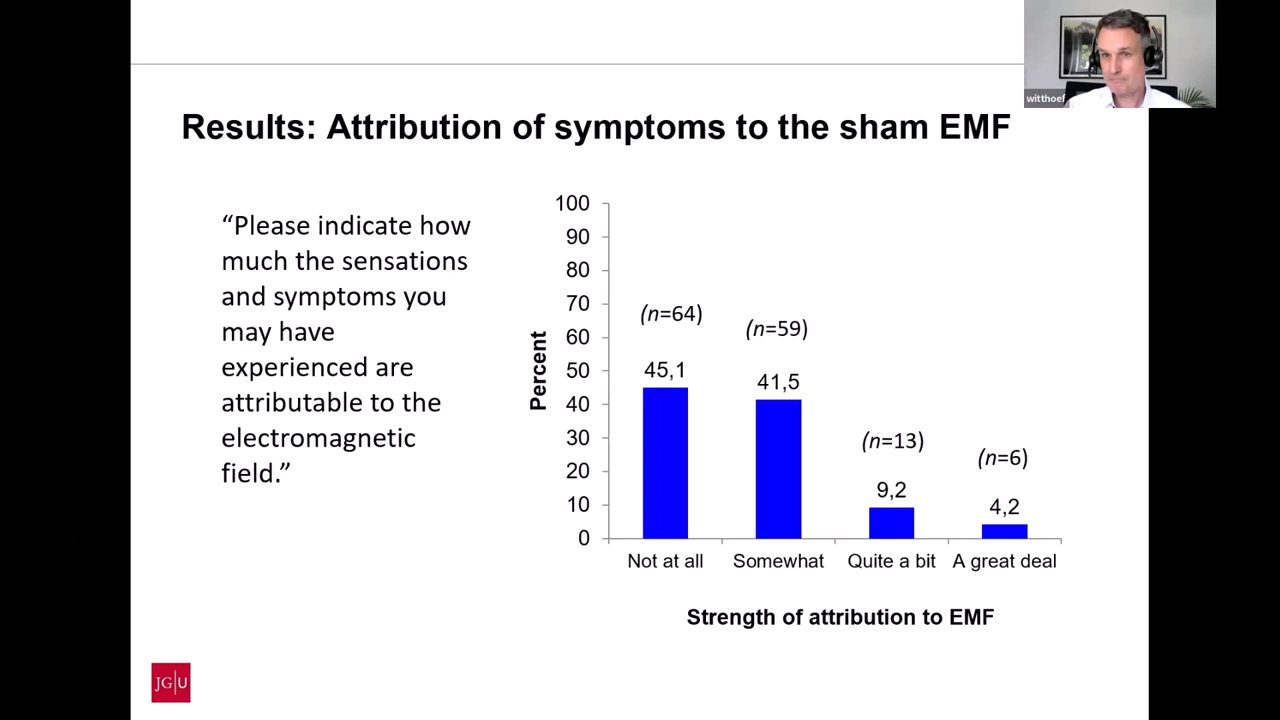 witthoef
Results: Attribution of symptoms to the sham EMF
“Please indicate how
much the sensations
and symptoms you
may have
experienced are
attributable to the
electromagnetic
field.”
Percent
100
90
80
70
60
50
40
30
20
10
0
(n=64)
(n=59)
(n=13)
(n=6)
45,1
41,5
9,2
4,2
Not at all
Somewhat
Quite a bit
A great deal
Strength of attribution to EMF
JG|U